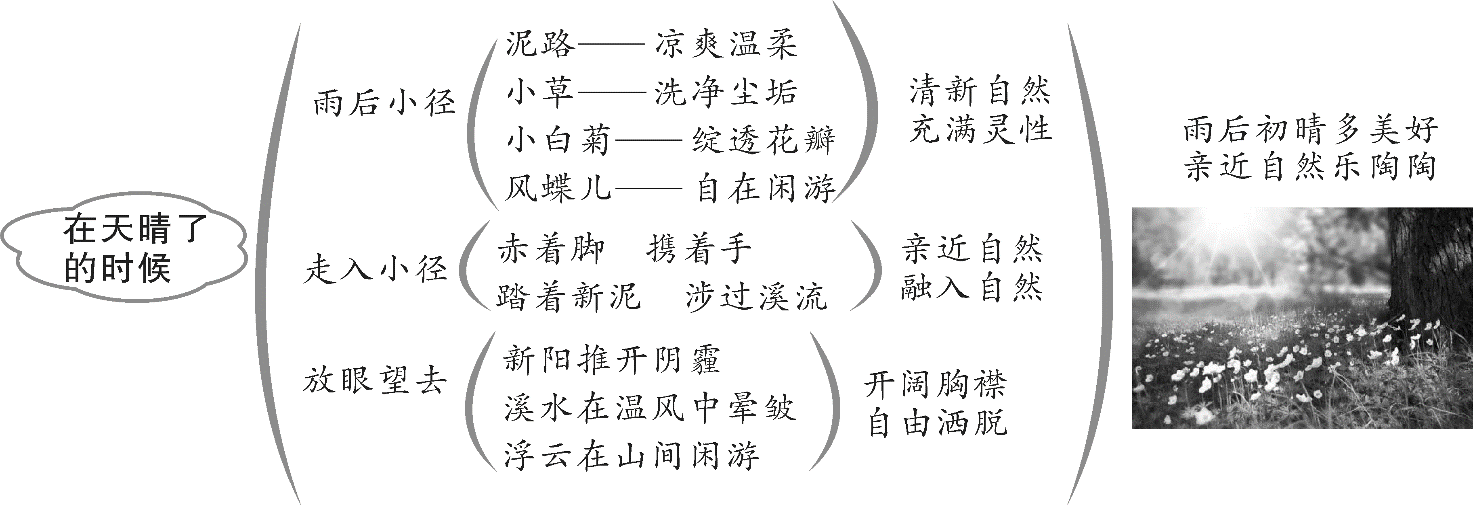 在天晴了
的时候
雨后小径
泥路——凉爽温柔
小草——洗净尘垢
小白菊——绽透花瓣
风蝶儿——自在闲游
清新自然
充满灵性
走入小径
赤着脚 携着手
踏着新泥 涉过溪流
亲近自然
融入自然
放眼望去
新阳推开阴霾
溪水在温风中晕皱
浮云在山间闲游
开阔胸襟
自由洒脱
雨后初晴多美好
亲近自然乐陶陶